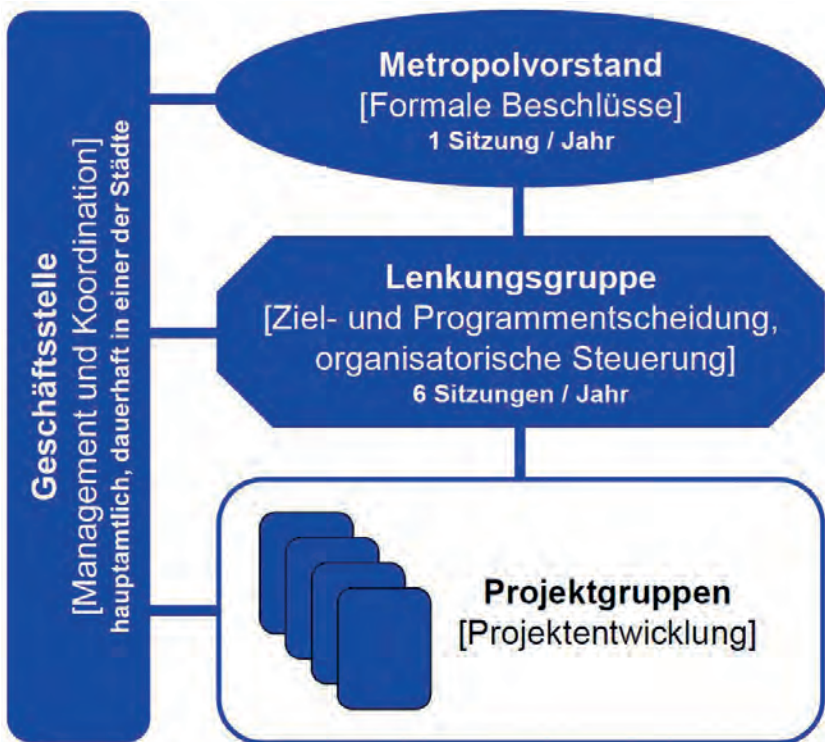 Geschäftsstelle
[Management und Koordination]
hauptamtlich, dauerhaft in einer der Städte
Metropolvorstand
[Formale Beschlüsse]
1 Sitzung / Jahr
Lenkungsgruppe
[Ziel- und Programmentscheidung,
organisatorische Steuerung]
6 Sitzungen / Jahr
Projektgruppen
[Projektentwicklung]